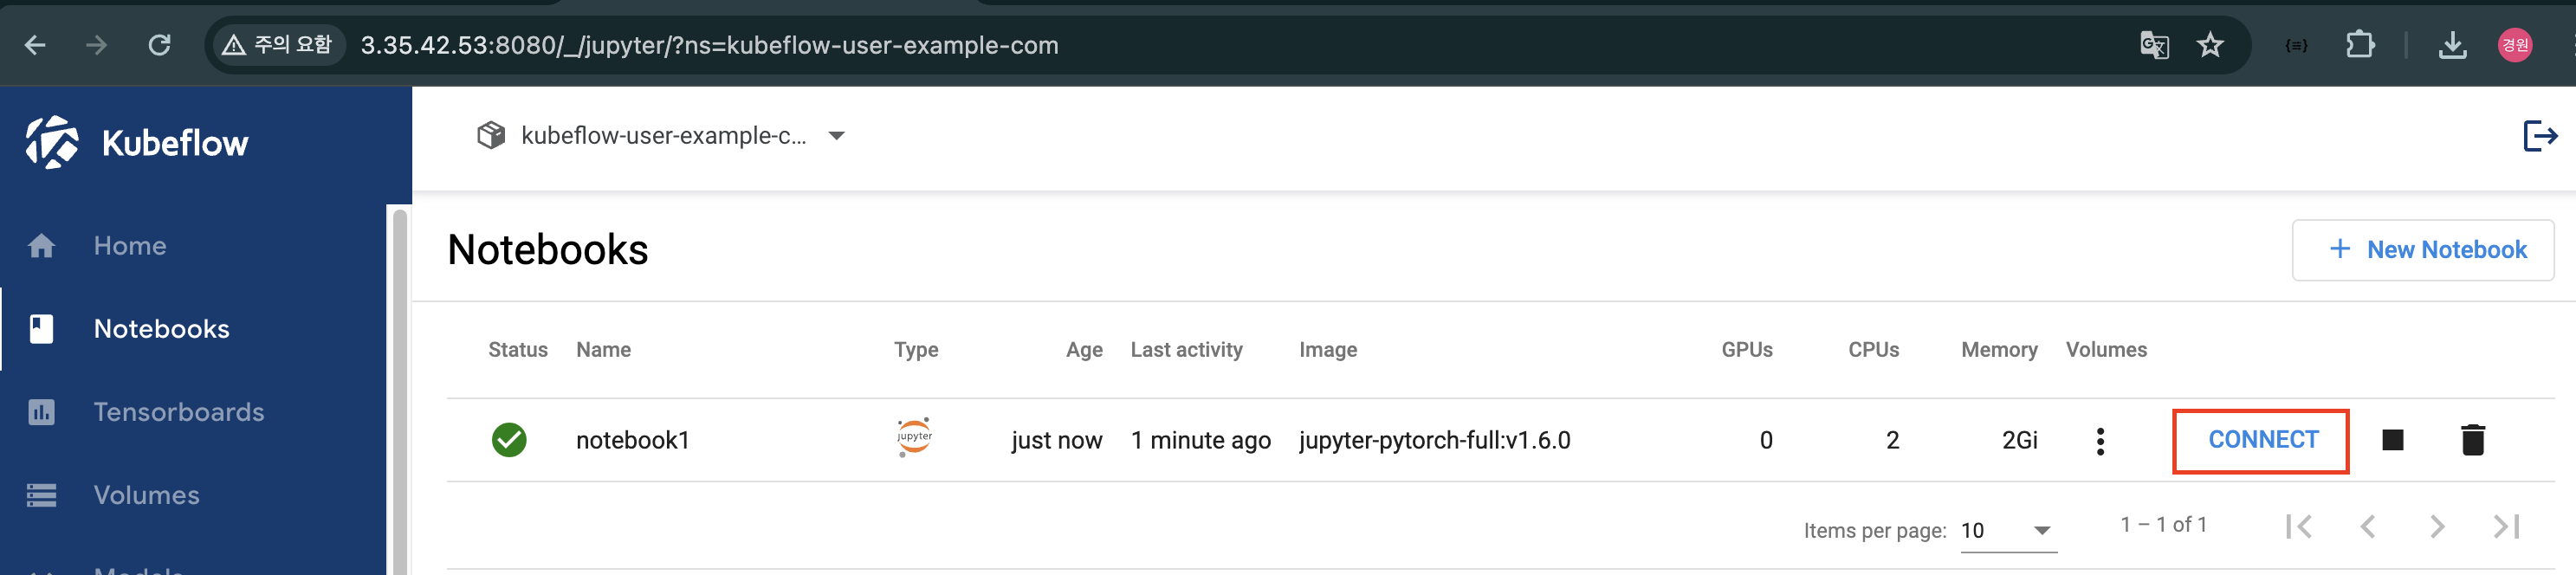 주의 요함 3.35.42.53:8080/_/jupyter/?ns=kubeflow-user-example-com 경원
Kubeflow
kubeflow-user-example-c...
Home
Notebooks
Tensorboards
Volumes
Models
Notebooks
+ New Notebook
Status Name Type Age Last activity Image GPUs CPUs Memory Volumes
notebook1 jupyter just now 1 minute ago jupyter-pytorch-full:v1.6.0 0 2 2Gi CONNECT
Items per page: 10 1 – 1 of 1